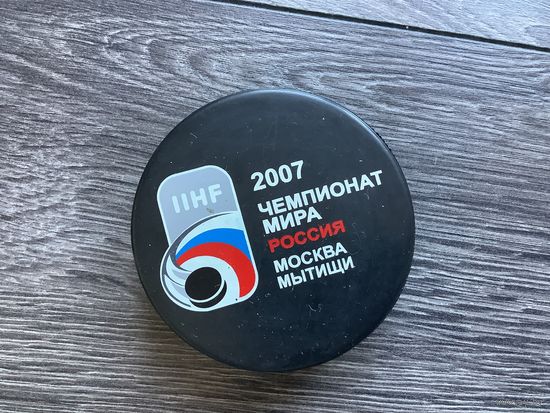 IIHF
2007
ЧЕМПИОНАТ
МИРА
РОССИЯ
МОСКВА
МЫТИЩИ